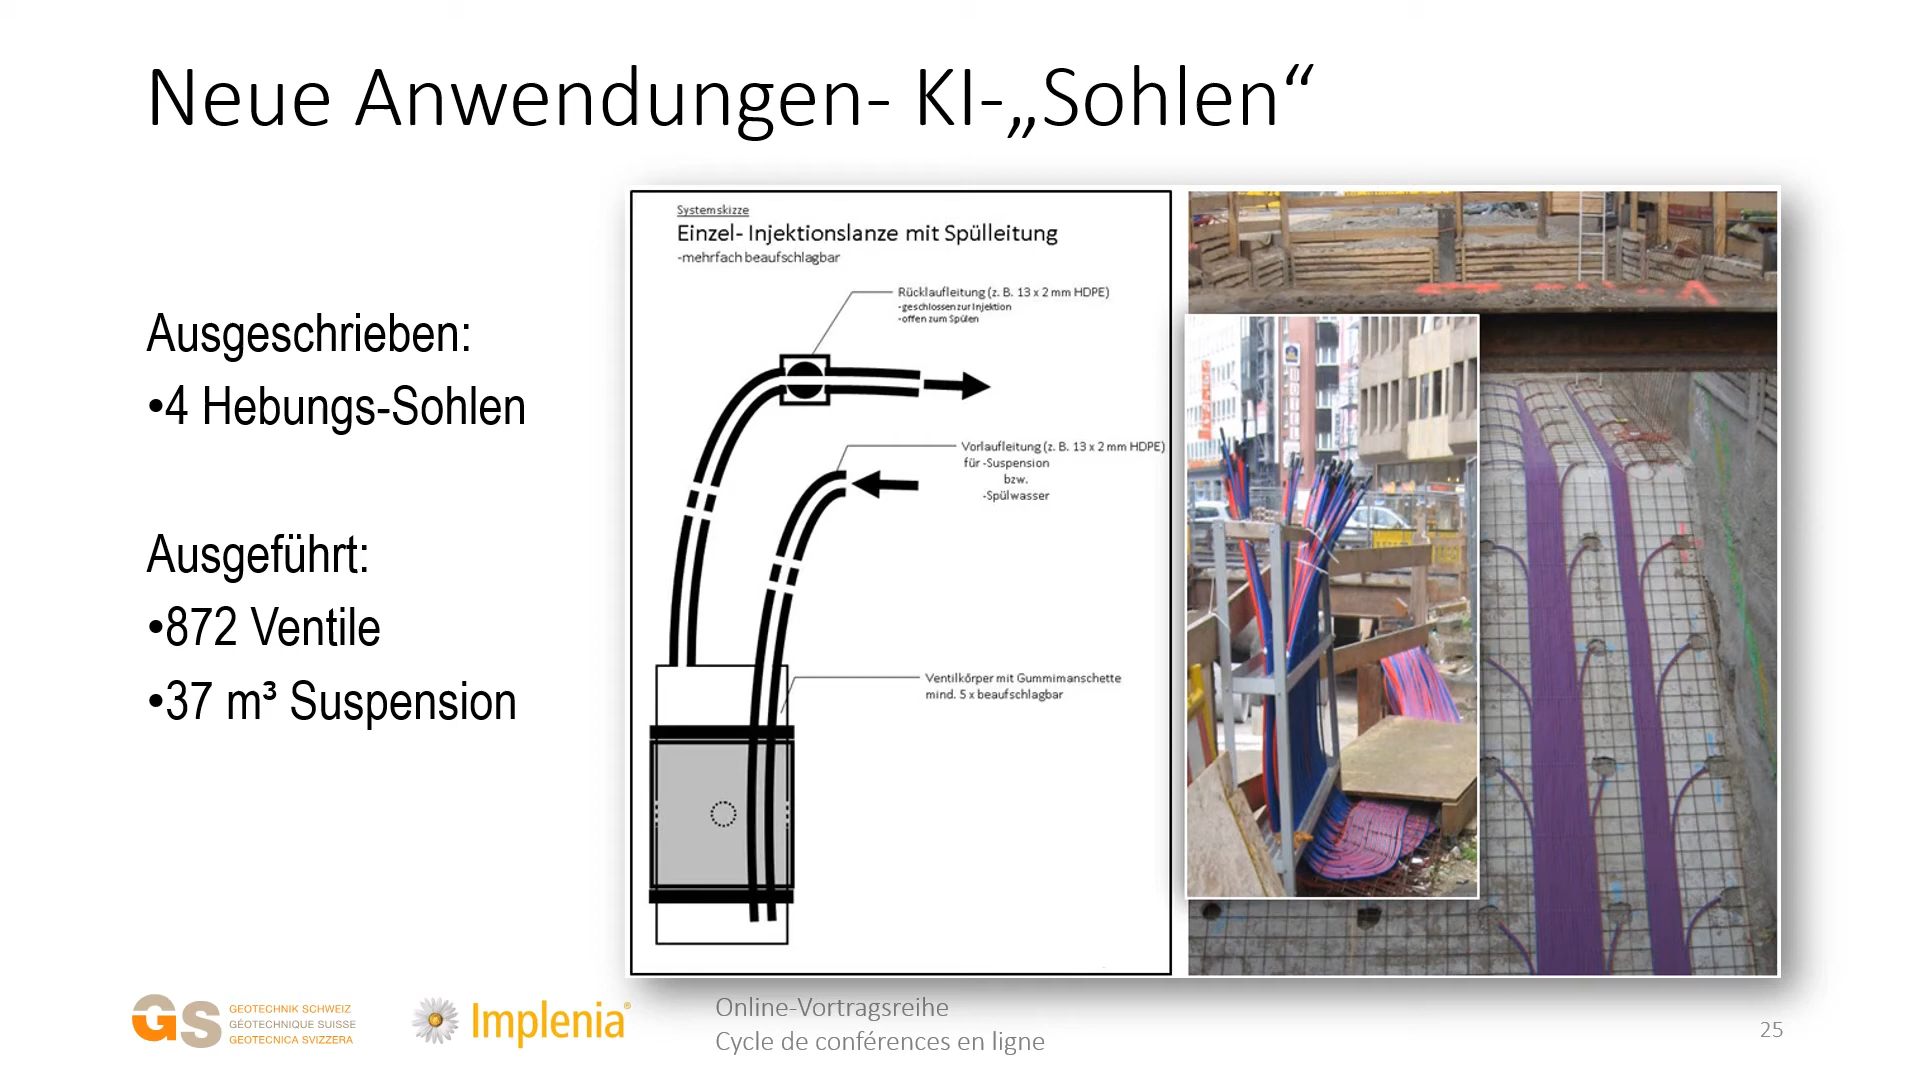 Neue Anwendungen- KI-„Sohlen“
Ausgeschrieben:
•4 Hebungs-Sohlen
Ausgeführt:
•872 Ventile
•37 m³ Suspension
Systemskizze
Einzel- Injektionslanze mit Spülleitung
-mehrfach beaufschlagbar
Rücklaufleitung (z. B. 13 x 2 mm HDPE)
-geschlossen zur Injektion
-offen zum Spülen
Vorlaufleitung (z. B. 13 x 2 mm HDPE)
für -Suspension
bzw.
-Spülwasser
Ventilkörper mit Gummimanschette
mind. 5 x beaufschlagbar
GS
GEOTECHNIK SCHWEIZ
GÉOTECHNIQUE SUISSE
GEOTECNICA SVIZZERA
Implenia®
Online-Vortragsreihe
Cycle de conférences en ligne
25